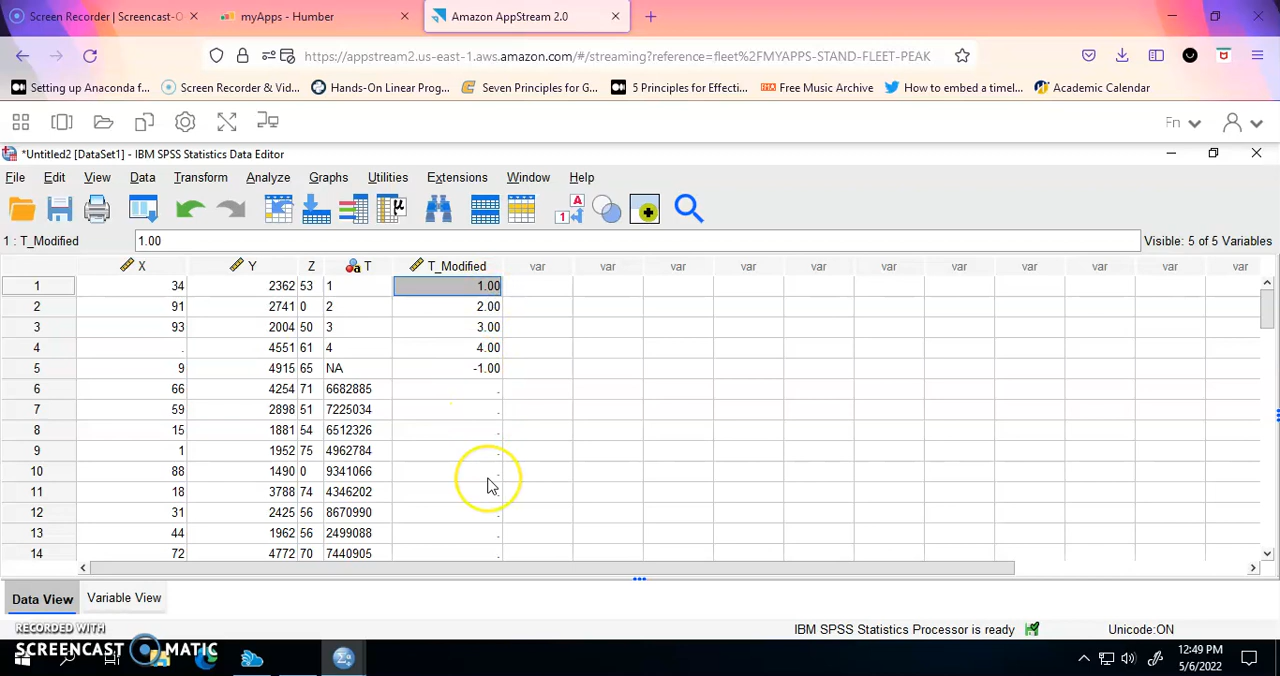 Screen Recorder | Screencast-O
myApps - Humber
Amazon AppStream 2.0
https://appstream2.us-east-1.aws.amazon.com/#/streaming?reference=fleet%2FMYAPPS-STAND-FLEET-PEAK
Setting up Anaconda f...
Screen Recorder & Vid...
Hands-On Linear Prog...
Seven Principles for G...
5 Principles for Effecti...
Free Music Archive
How to embed a timel...
Academic Calendar
Fn
*Untitled2 [DataSet1] - IBM SPSS Statistics Data Editor
File Edit View Data Transform Analyze Graphs Utilities Extensions Window Help
1 : T_Modified 1.00 Visible: 5 of 5 Variables
X Y Z T T_Modified var var var var var var var var var var var
1 34 2362 53 1 1.00
2 91 2741 0 2 2.00
3 93 2004 50 3 3.00
4 . 4551 61 4 4.00
5 9 4915 65 NA -1.00
6 66 4254 71 6682885 .
7 59 2898 51 7225034 .
8 15 1881 54 6512326 .
9 1 1952 75 4962784 .
10 88 1490 0 9341066 .
11 18 3788 74 4346202 .
12 31 2425 56 8670990 .
13 44 1962 56 2499088 .
14 72 4772 70 7440905 .
Data View Variable View
IBM SPSS Statistics Processor is ready Unicode:ON
RECORDED WITH
SCREENCAST MATIC
12:49 PM
5/6/2022